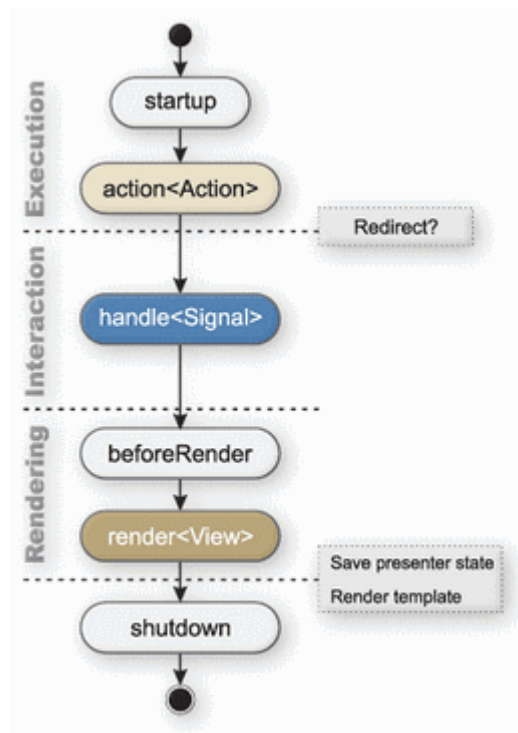 startup
Execution
action<Action>
Redirect?
Interaction
handle<Signal>
Rendering
beforeRender
render<View>
Save presenter state
Render template
shutdown